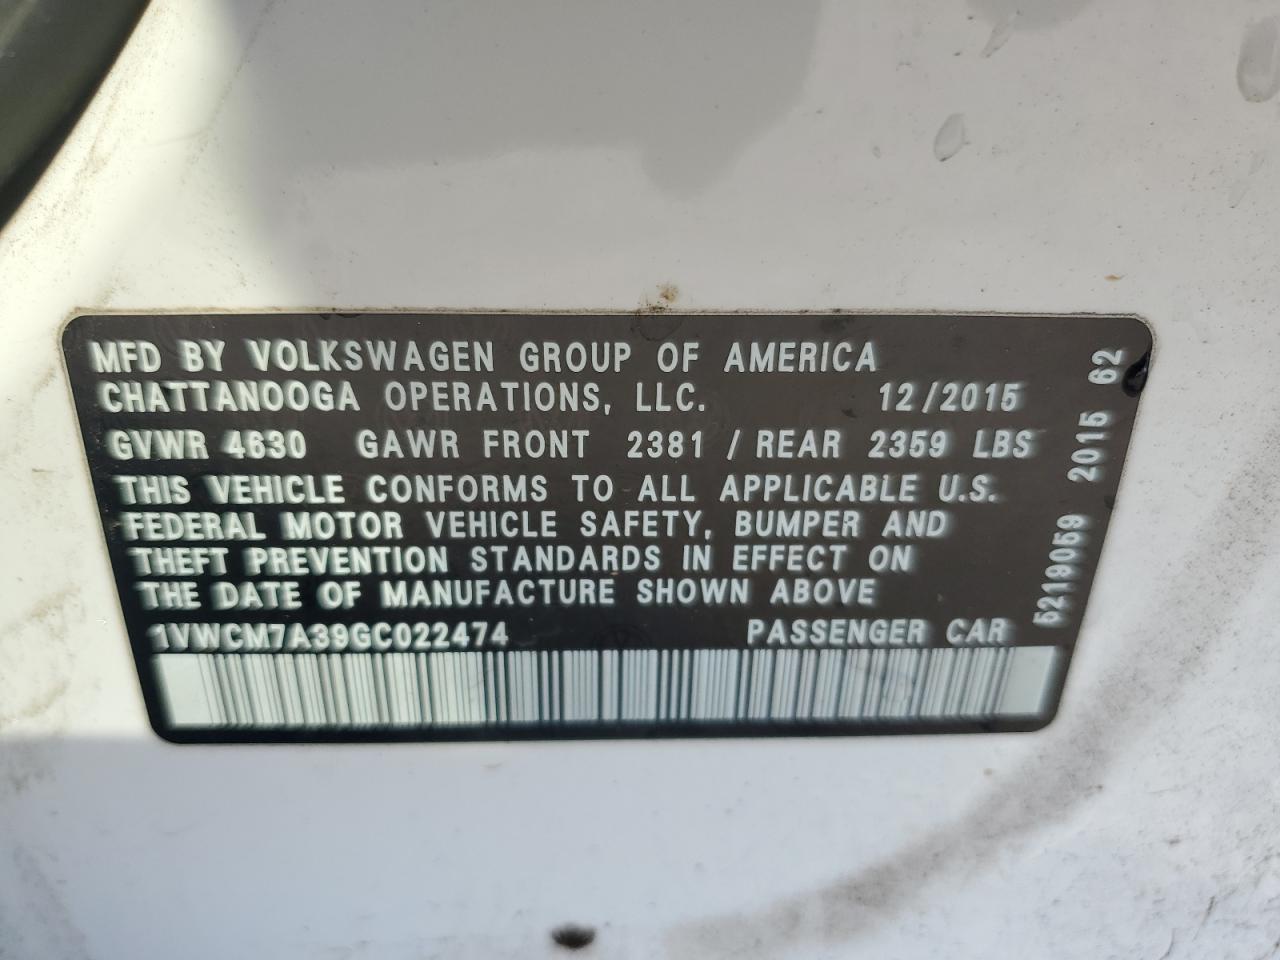 MFD BY VOLKSWAGEN GROUP OF AMERICA
CHATTANOOGA OPERATIONS, LLC. 12/2015
GVWR 4630 GAWR FRONT 2381 / REAR 2359 LBS
THIS VEHICLE CONFORMS TO ALL APPLICABLE U.S.
FEDERAL MOTOR VEHICLE SAFETY, BUMPER AND
THEFT PREVENTION STANDARDS IN EFFECT ON
THE DATE OF MANUFACTURE SHOWN ABOVE
1VWCM7A39GC022474 PASSENGER CAR
5219059 2015 62